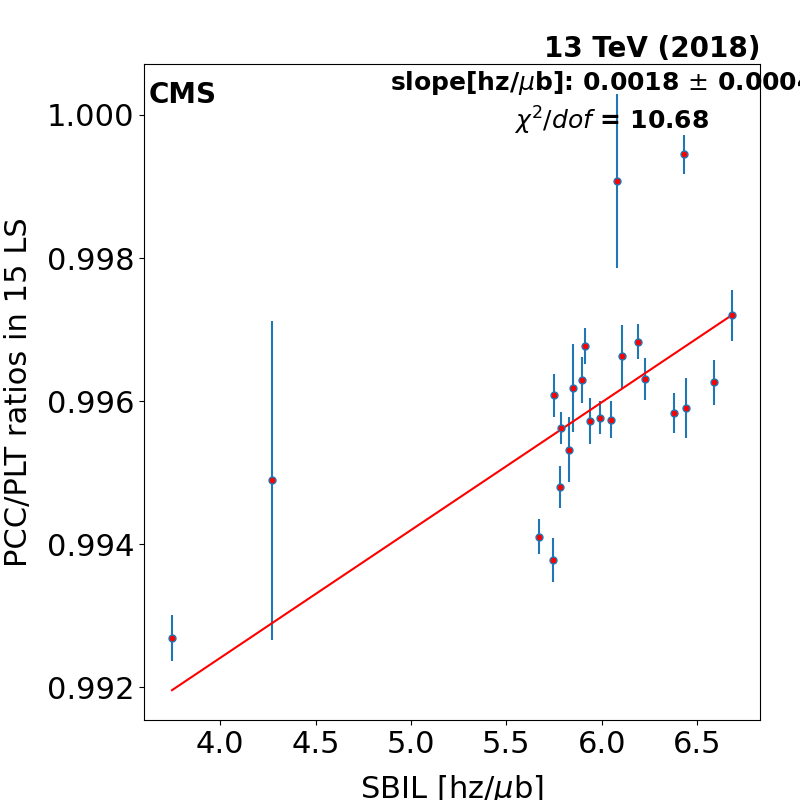 13 TeV (2018)
CMS
slope[hz/μb]: 0.0018 ± 0.0004
χ²/dof = 10.68
PCC/PLT ratios in 15 LS
1.000
0.998
0.996
0.994
0.992
4.0 4.5 5.0 5.5 6.0 6.5
SBIL [hz/μb]